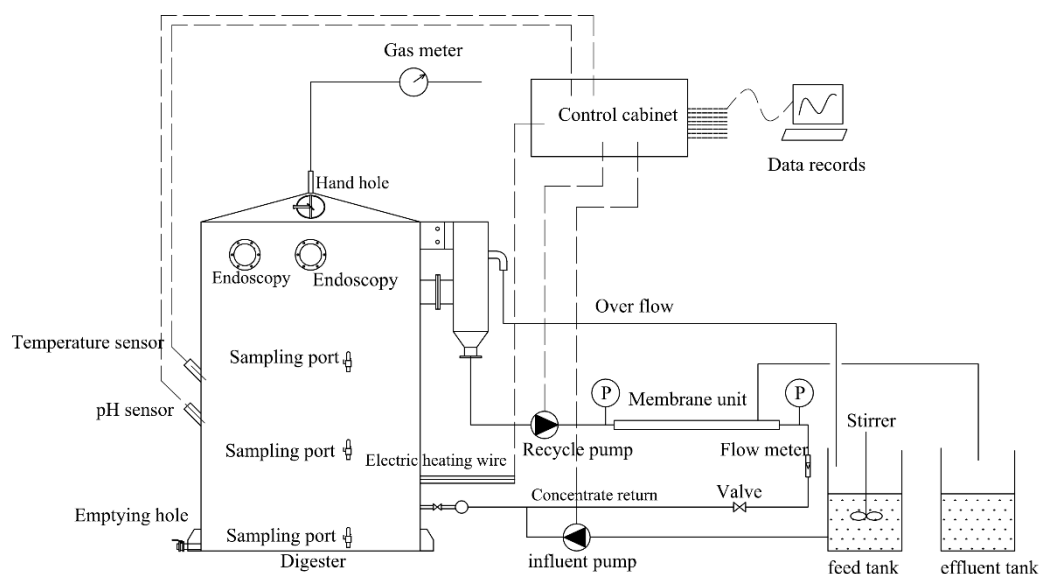 Gas meter
Control cabinet
Data records
Hand hole
Endoscopy
Endoscopy
Over flow
Temperature sensor
Sampling port
pH sensor
P
Membrane unit
P
Stirrer
Sampling port
Recycle pump
Flow meter
Electric heating wire
Concentrate return
Valve
Emptying hole
Sampling port
Digester
influent pump
feed tank
effluent tank